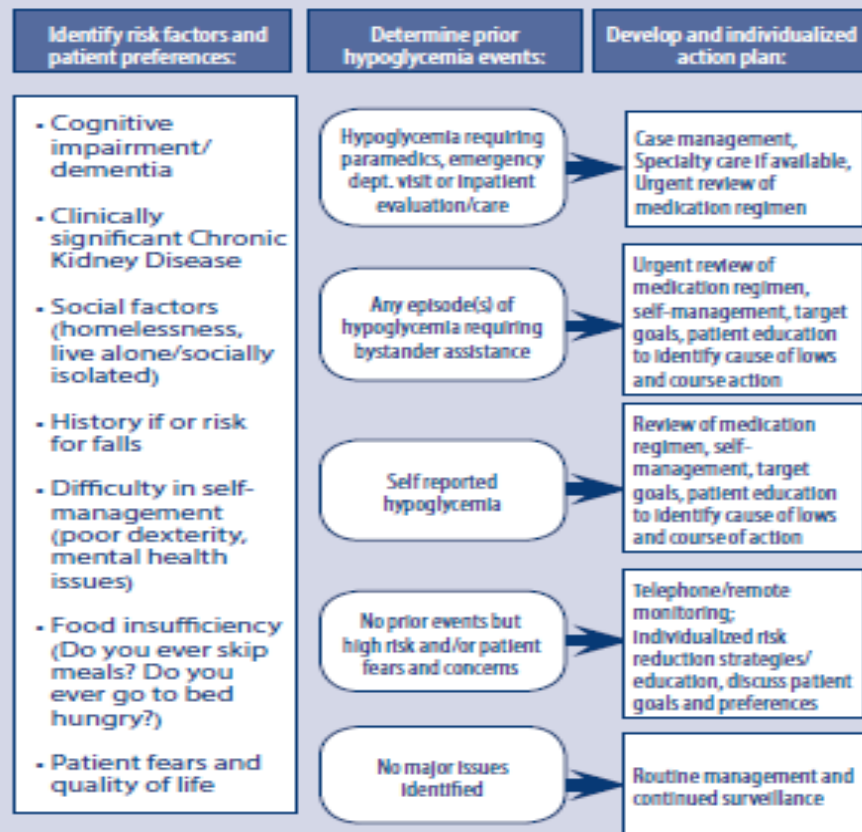 Identify risk factors and
patient preferences:
Determine prior
hypoglycemia events:
Develop and individualized
action plan:
• Cognitive
impairment/
dementia
• Clinically
significant Chronic
Kidney Disease
• Social factors
(homelessness,
live alone/socially
isolated)
• History if or risk
for falls
• Difficulty in self-
management
(poor dexterity,
mental health
issues)
• Food insufficiency
(Do you ever skip
meals? Do you
ever go to bed
hungry?)
• Patient fears and
quality of life
Hypoglycemia requiring
paramedics, emergency
dept. visit or inpatient
evaluation/care
Case management,
Specialty care if available,
Urgent review of
medication regimen
Any episode(s) of
hypoglycemia requiring
bystander assistance
Urgent review of
medication regimen,
self-management, target
goals, patient education
to identify cause of lows
and course action
Self reported
hypoglycemia
Review of medication
regimen, self-
management, target
goals, patient education
to identify cause of lows
and course of action
No prior events but
high risk and/or patient
fears and concerns
Telephone/remote
monitoring;
individualized risk
reduction strategies/
education, discuss patient
goals and preferences
No major issues
identified
Routine management and
continued surveillance